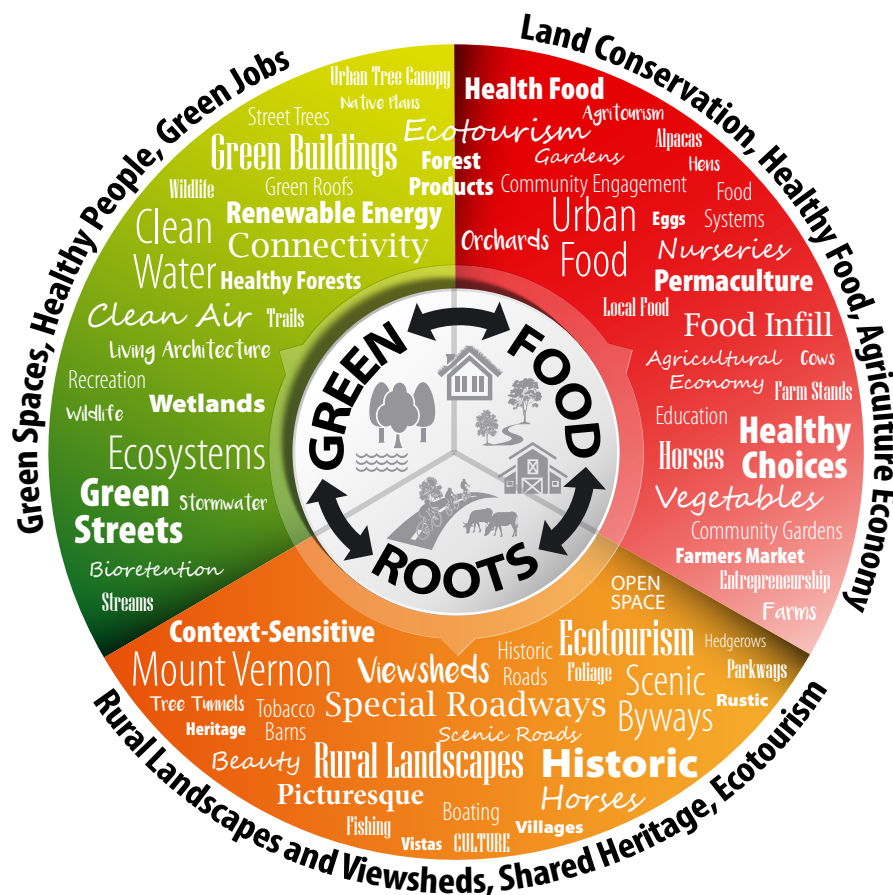 Green Spaces, Healthy People, Green Jobs
Land Conservation, Healthy Food, Agriculture Economy
Rural Landscapes and Viewsheds, Shared Heritage, Ecotourism
GREEN
FOOD
ROOTS
Urban Tree Canopy
Native Plans
Street Trees
Green Buildings
Green Roofs
Wildlife
Renewable Energy
Clean
Water
Connectivity
Healthy Forests
Clean Air
Trails
Living Architecture
Recreation
Wildlife
Wetlands
Ecosystems
Green
Streets
Stormwater
Bioretention
Streams
Health Food
Agritourism
Ecotourism
Alpacas
Gardens
Hens
Forest
Products
Community Engagement
Food
Systems
Urban
Food
Eggs
Orchards
Nurseries
Permaculture
Local Food
Food Infill
Agricultural
Economy
Cows
Farm Stands
Education
Healthy
Choices
Horses
Vegetables
Community Gardens
Farmers Market
Entrepreneurship
Farms
OPEN
SPACE
Context-Sensitive
Ecotourism
Hedgerows
Mount Vernon
Viewsheds
Historic
Roads
Foliage
Scenic
Byways
Parkways
Tree Tunnels
Tobacco
Barns
Special Roadways
Rustic
Heritage
Scenic Roads
Beauty
Rural Landscapes
Historic
Picturesque
Horses
Boating
Fishing
Villages
Vistas
CULTURE